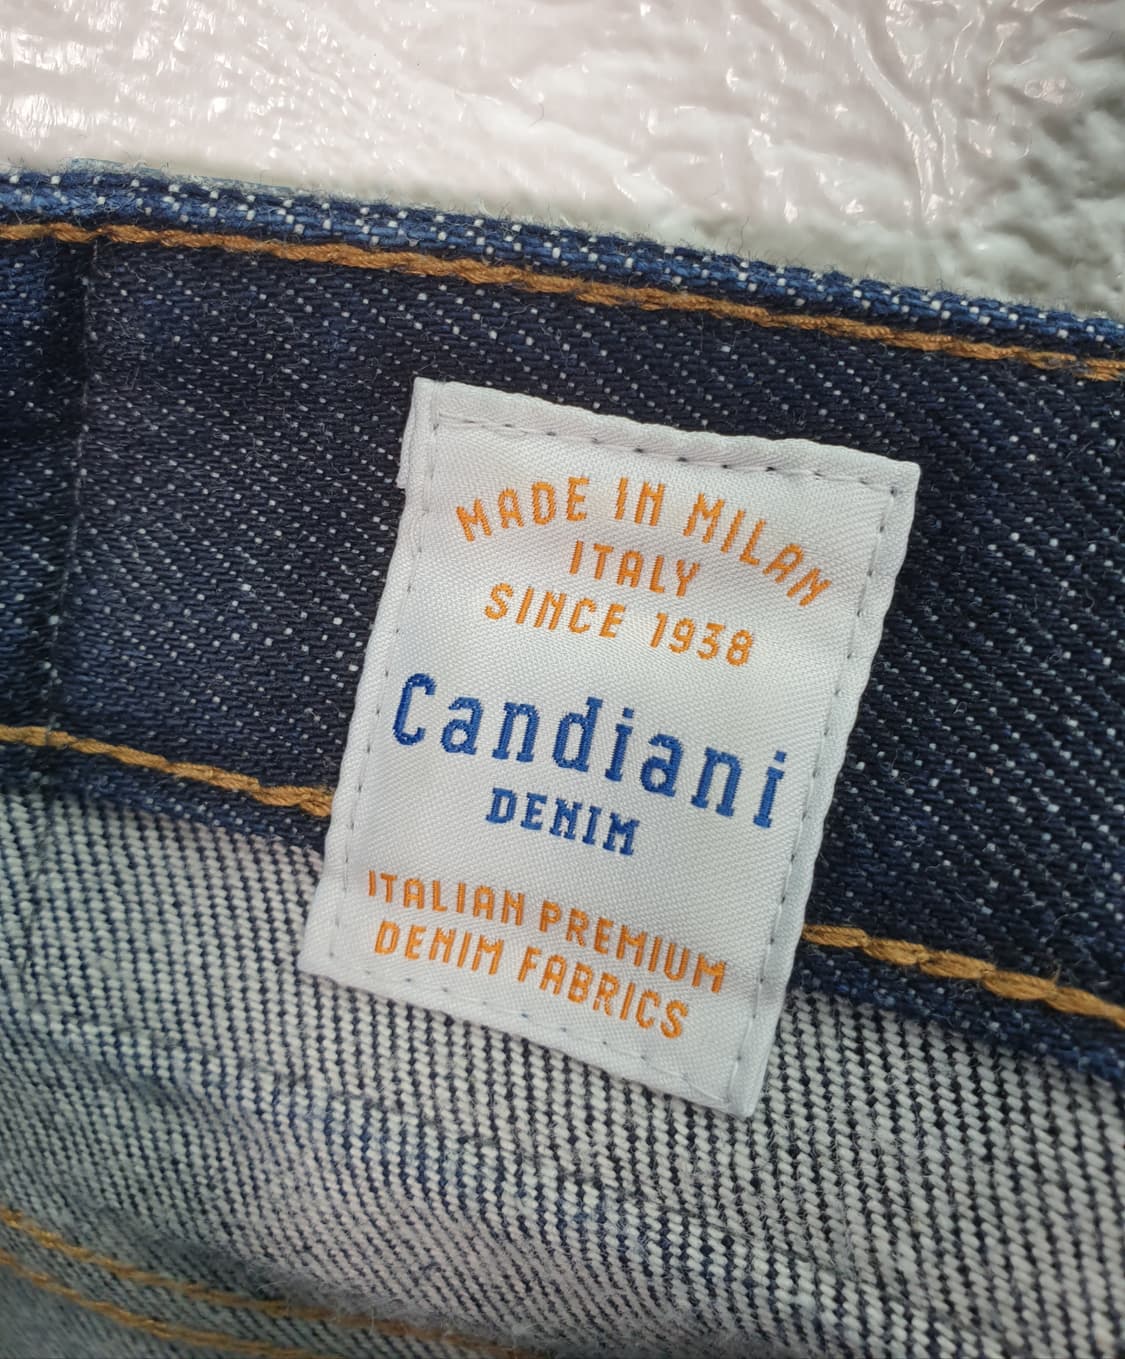 MADE IN MILAN
ITALY
SINCE 1938
Candiani
DENIM
ITALIAN PREMIUM
DENIM FABRICS